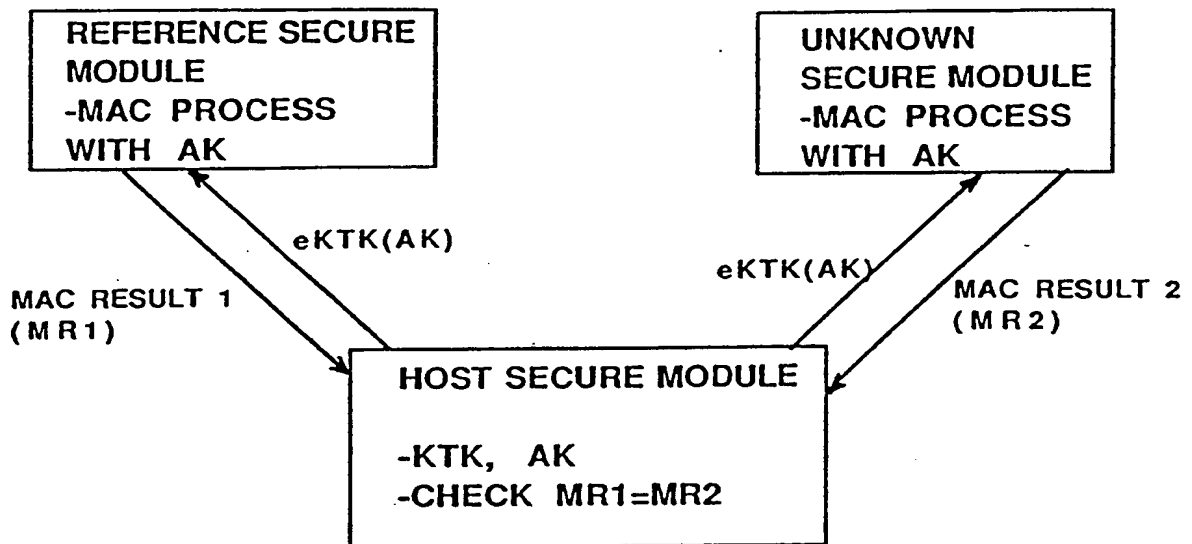 REFERENCE SECURE
MODULE
-MAC PROCESS
WITH AK
UNKNOWN
SECURE MODULE
-MAC PROCESS
WITH AK
eKTK(AK)
eKTK(AK)
MAC RESULT 1
(MR1)
MAC RESULT 2
(MR2)
HOST SECURE MODULE
-KTK, AK
-CHECK MR1=MR2